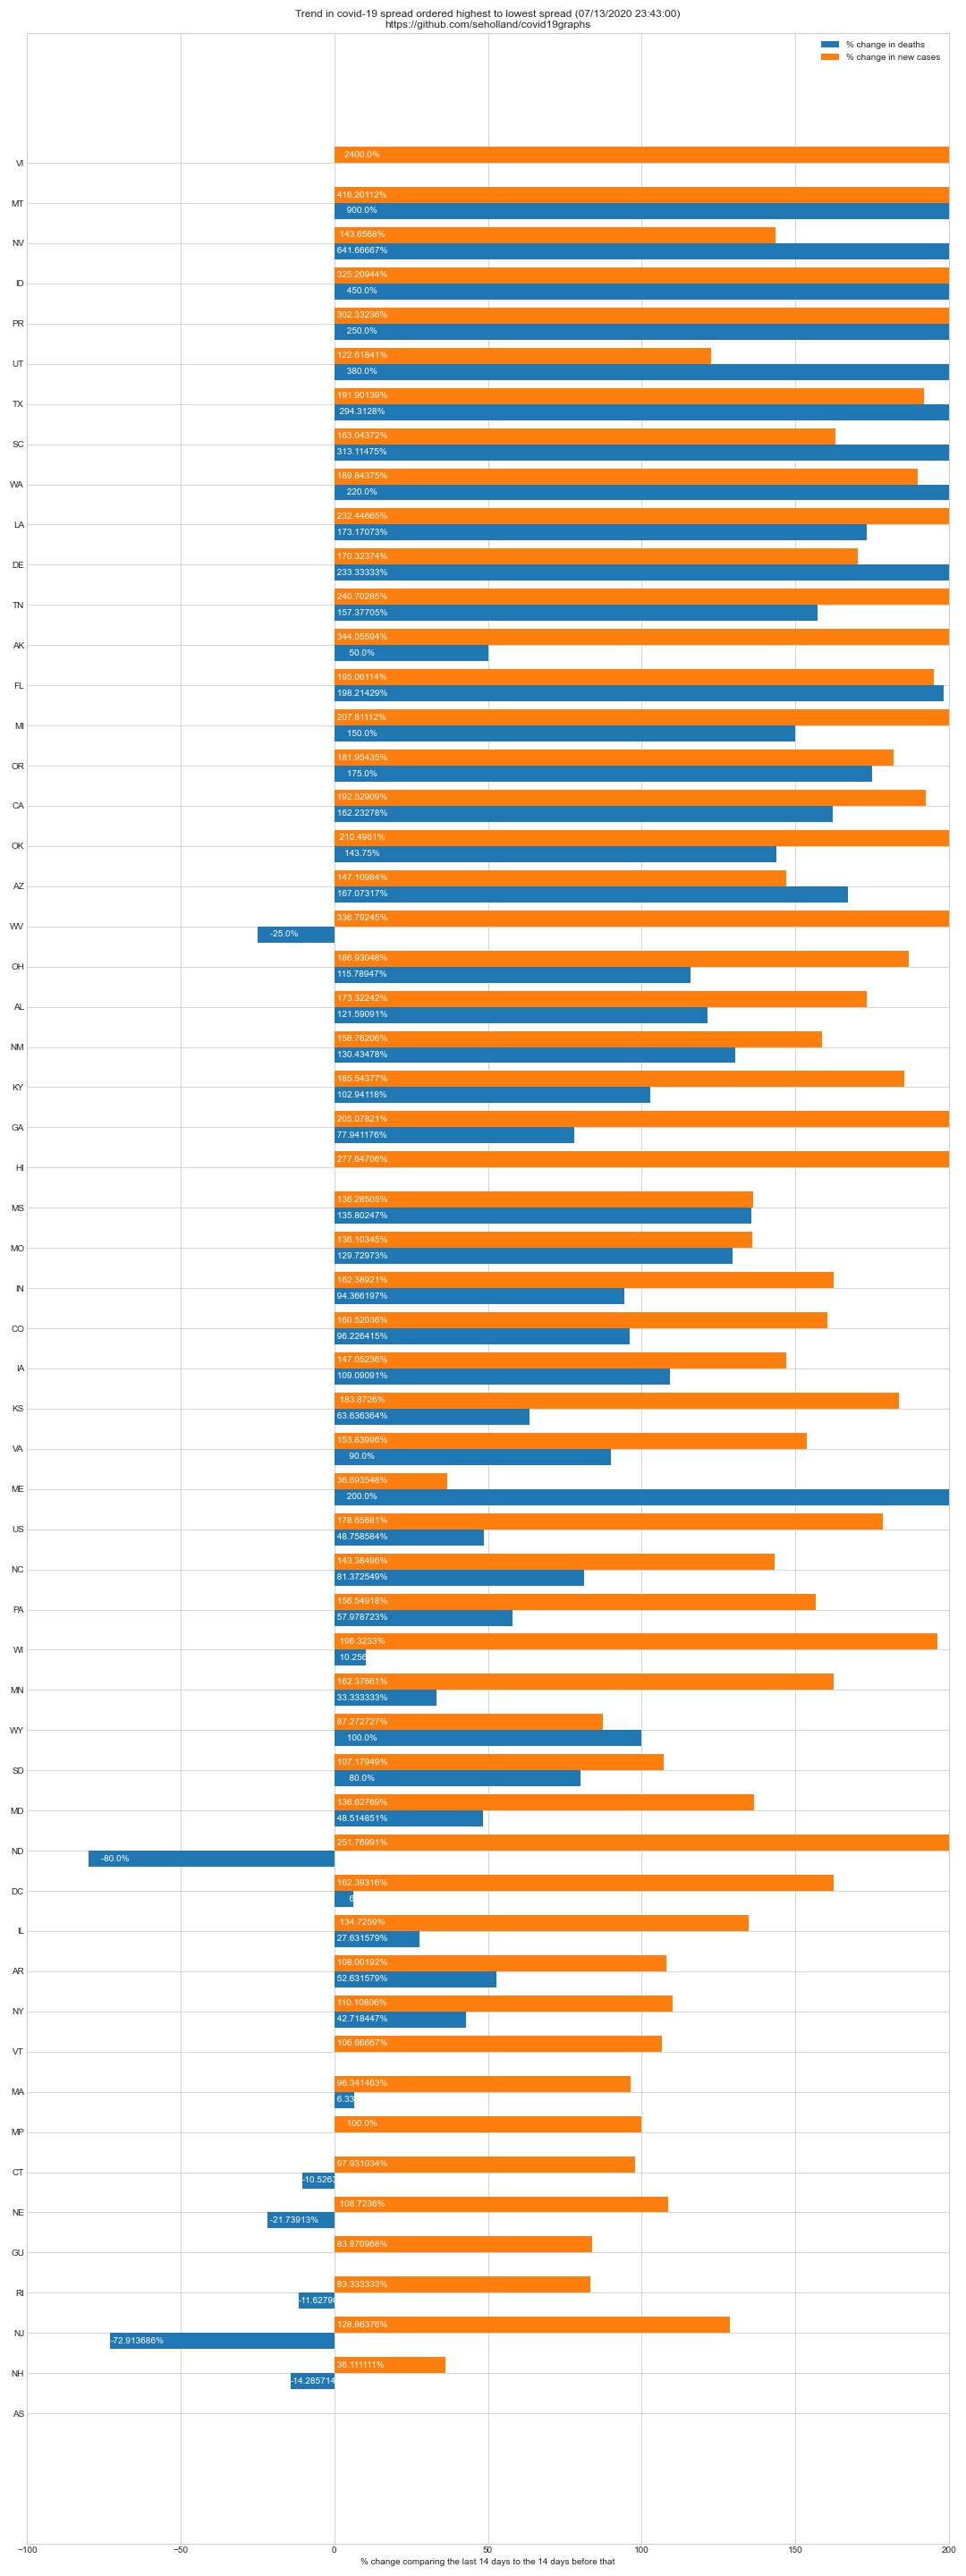 Trend in covid-19 spread ordered highest to lowest spread (07/13/2020 23:43:00)
https://github.com/seholland/covid19graphs
% change in deaths
% change in new cases
2400.0%
VI
416.20112%
MT
900.0%
143.6568%
NV
641.66667%
325.20944%
ID
450.0%
302.33236%
PR
250.0%
122.61841%
UT
380.0%
191.90139%
TX
294.3128%
163.04372%
SC
313.11475%
189.84375%
WA
220.0%
232.44665%
LA
173.17073%
170.32374%
DE
233.33333%
240.70285%
TN
157.37705%
344.05594%
AK
50.0%
195.06114%
FL
198.21429%
207.81112%
MI
150.0%
181.95435%
OR
175.0%
192.52909%
CA
162.23278%
210.4961%
OK
143.75%
147.10984%
AZ
167.07317%
336.79245%
WV
-25.0%
186.93048%
OH
115.78947%
173.32242%
AL
121.59091%
158.76206%
NM
130.43478%
185.54377%
KY
102.94118%
205.07821%
GA
77.941176%
277.64706%
HI
136.28505%
MS
135.80247%
136.10345%
MO
129.72973%
162.38921%
IN
94.366197%
160.52036%
CO
96.226415%
147.05236%
IA
109.09091%
183.8726%
KS
63.636364%
153.83996%
VA
90.0%
36.693548%
ME
200.0%
178.65681%
US
48.758584%
143.38496%
NC
81.372549%
156.54918%
PA
57.978723%
196.3233%
WI
10.256
162.37661%
MN
33.333333%
87.272727%
WY
100.0%
107.17949%
SD
80.0%
136.62769%
MD
48.514851%
251.76991%
ND
-80.0%
162.39316%
DC
134.7259%
IL
27.631579%
108.00192%
AR
52.631579%
110.10806%
NY
42.718447%
106.66667%
VT
96.341463%
MA
6.33
100.0%
MP
97.931034%
CT
-10.5263
108.7236%
NE
-21.73913%
83.870968%
GU
83.333333%
RI
-11.6279
128.86376%
NJ
-72.913686%
36.111111%
NH
-14.285714
AS
−100
−50
0
50
100
150
200
% change comparing the last 14 days to the 14 days before that